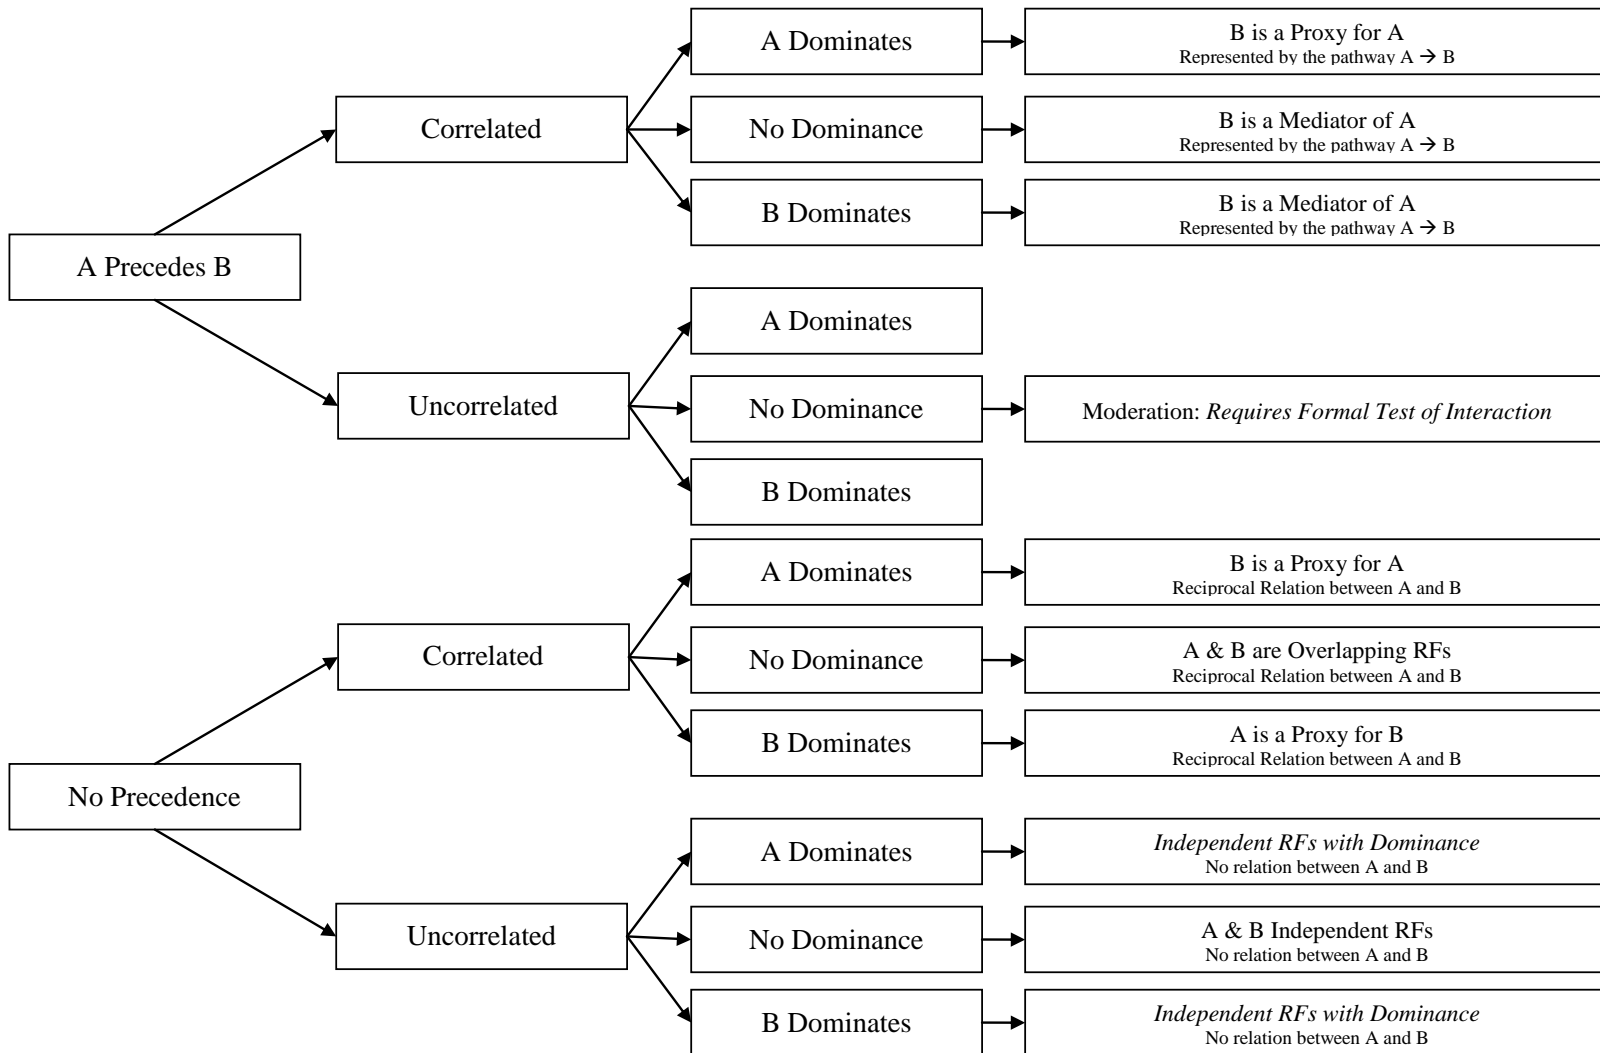 A Dominates
B is a Proxy for A
Represented by the pathway A → B
Correlated
No Dominance
B is a Mediator of A
Represented by the pathway A → B
B Dominates
B is a Mediator of A
Represented by the pathway A → B
A Precedes B
A Dominates
Uncorrelated
No Dominance
Moderation: Requires Formal Test of Interaction
B Dominates
A Dominates
B is a Proxy for A
Reciprocal Relation between A and B
Correlated
No Dominance
A & B are Overlapping RFs
Reciprocal Relation between A and B
B Dominates
A is a Proxy for B
Reciprocal Relation between A and B
No Precedence
A Dominates
Independent RFs with Dominance
No relation between A and B
Uncorrelated
No Dominance
A & B Independent RFs
No relation between A and B
B Dominates
Independent RFs with Dominance
No relation between A and B